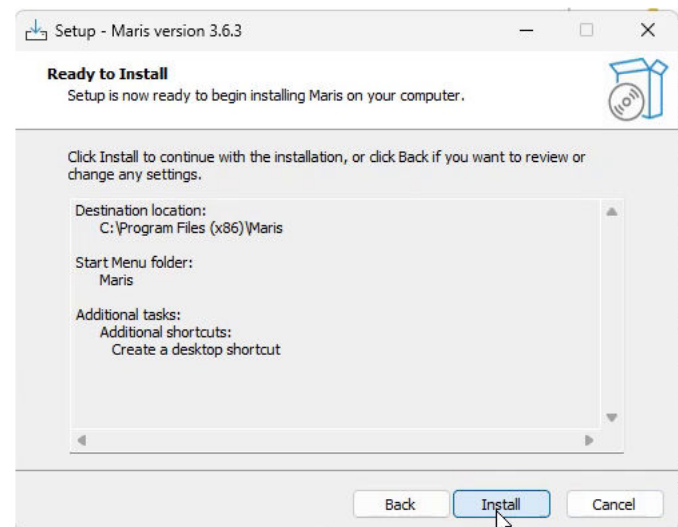 Setup - Maris version 3.6.3
Ready to Install
Setup is now ready to begin installing Maris on your computer.
Click Install to continue with the installation, or click Back if you want to review or
change any settings.
Destination location:
C:\Program Files (x86)\Maris
Start Menu folder:
Maris
Additional tasks:
Additional shortcuts:
Create a desktop shortcut
Back
Install
Cancel